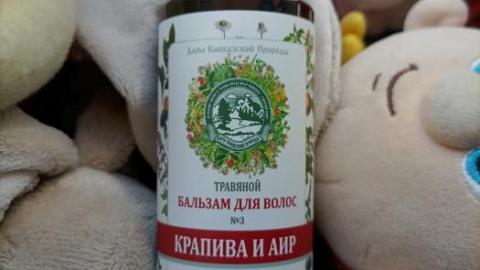 Дары Кавказской Природы
ТРАВЯНОЙ
БАЛЬЗАМ ДЛЯ ВОЛОС
№3
КРАПИВА И АИР